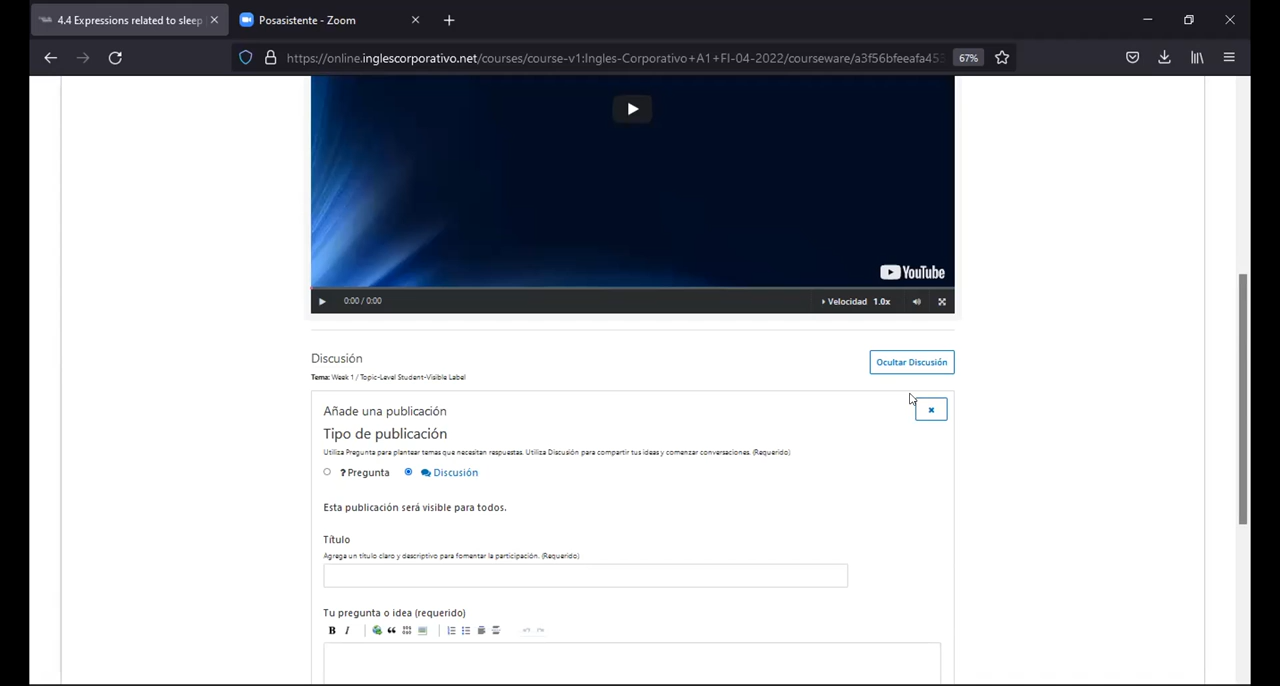 4.4 Expressions related to sleep
Posasistente - Zoom
https://online.inglescorporativo.net/courses/course-v1:Ingles-Corporativo+A1+FI-04-2022/courseware/a3f56bfeeafa455
67%
YouTube
0:00 / 0:00
Velocidad 1.0x
Discusión
Ocultar Discusión
Tema: Week 1 / Topic-Level Student-Visible Label
Añade una publicación
Tipo de publicación
Utiliza Pregunta para plantear temas que necesitan respuestas. Utiliza Discusión para compartir tus ideas y comenzar conversaciones. (Requerido)
? Pregunta
Discusión
Esta publicación será visible para todos.
Título
Agrega un título claro y descriptivo para fomentar la participación. (Requerido)
Tu pregunta o idea (requerido)
B I